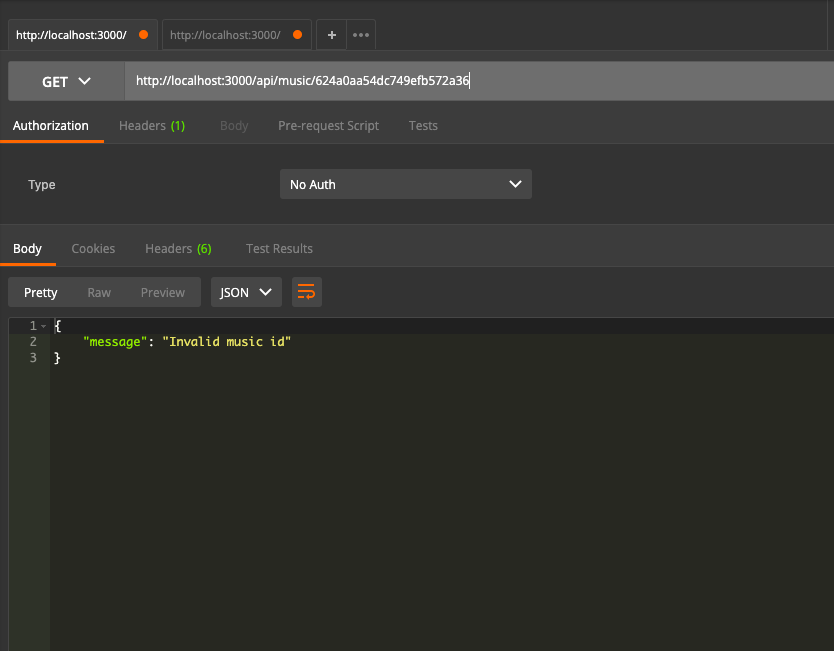 http://localhost:3000/ http://localhost:3000/ + •••
GET http://localhost:3000/api/music/624a0aa54dc749efb572a36
Authorization Headers (1) Body Pre-request Script Tests
Type No Auth
Body Cookies Headers (6) Test Results
Pretty Raw Preview JSON
1 {
2 "message": "Invalid music id"
3 }